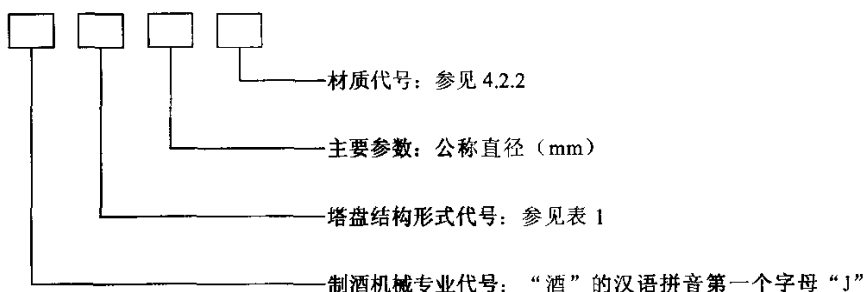 材质代号：参见 4.2.2
主要参数：公称直径（mm）
塔盘结构形式代号：参见表 1
制酒机械专业代号：“酒”的汉语拼音第一个字母“J”